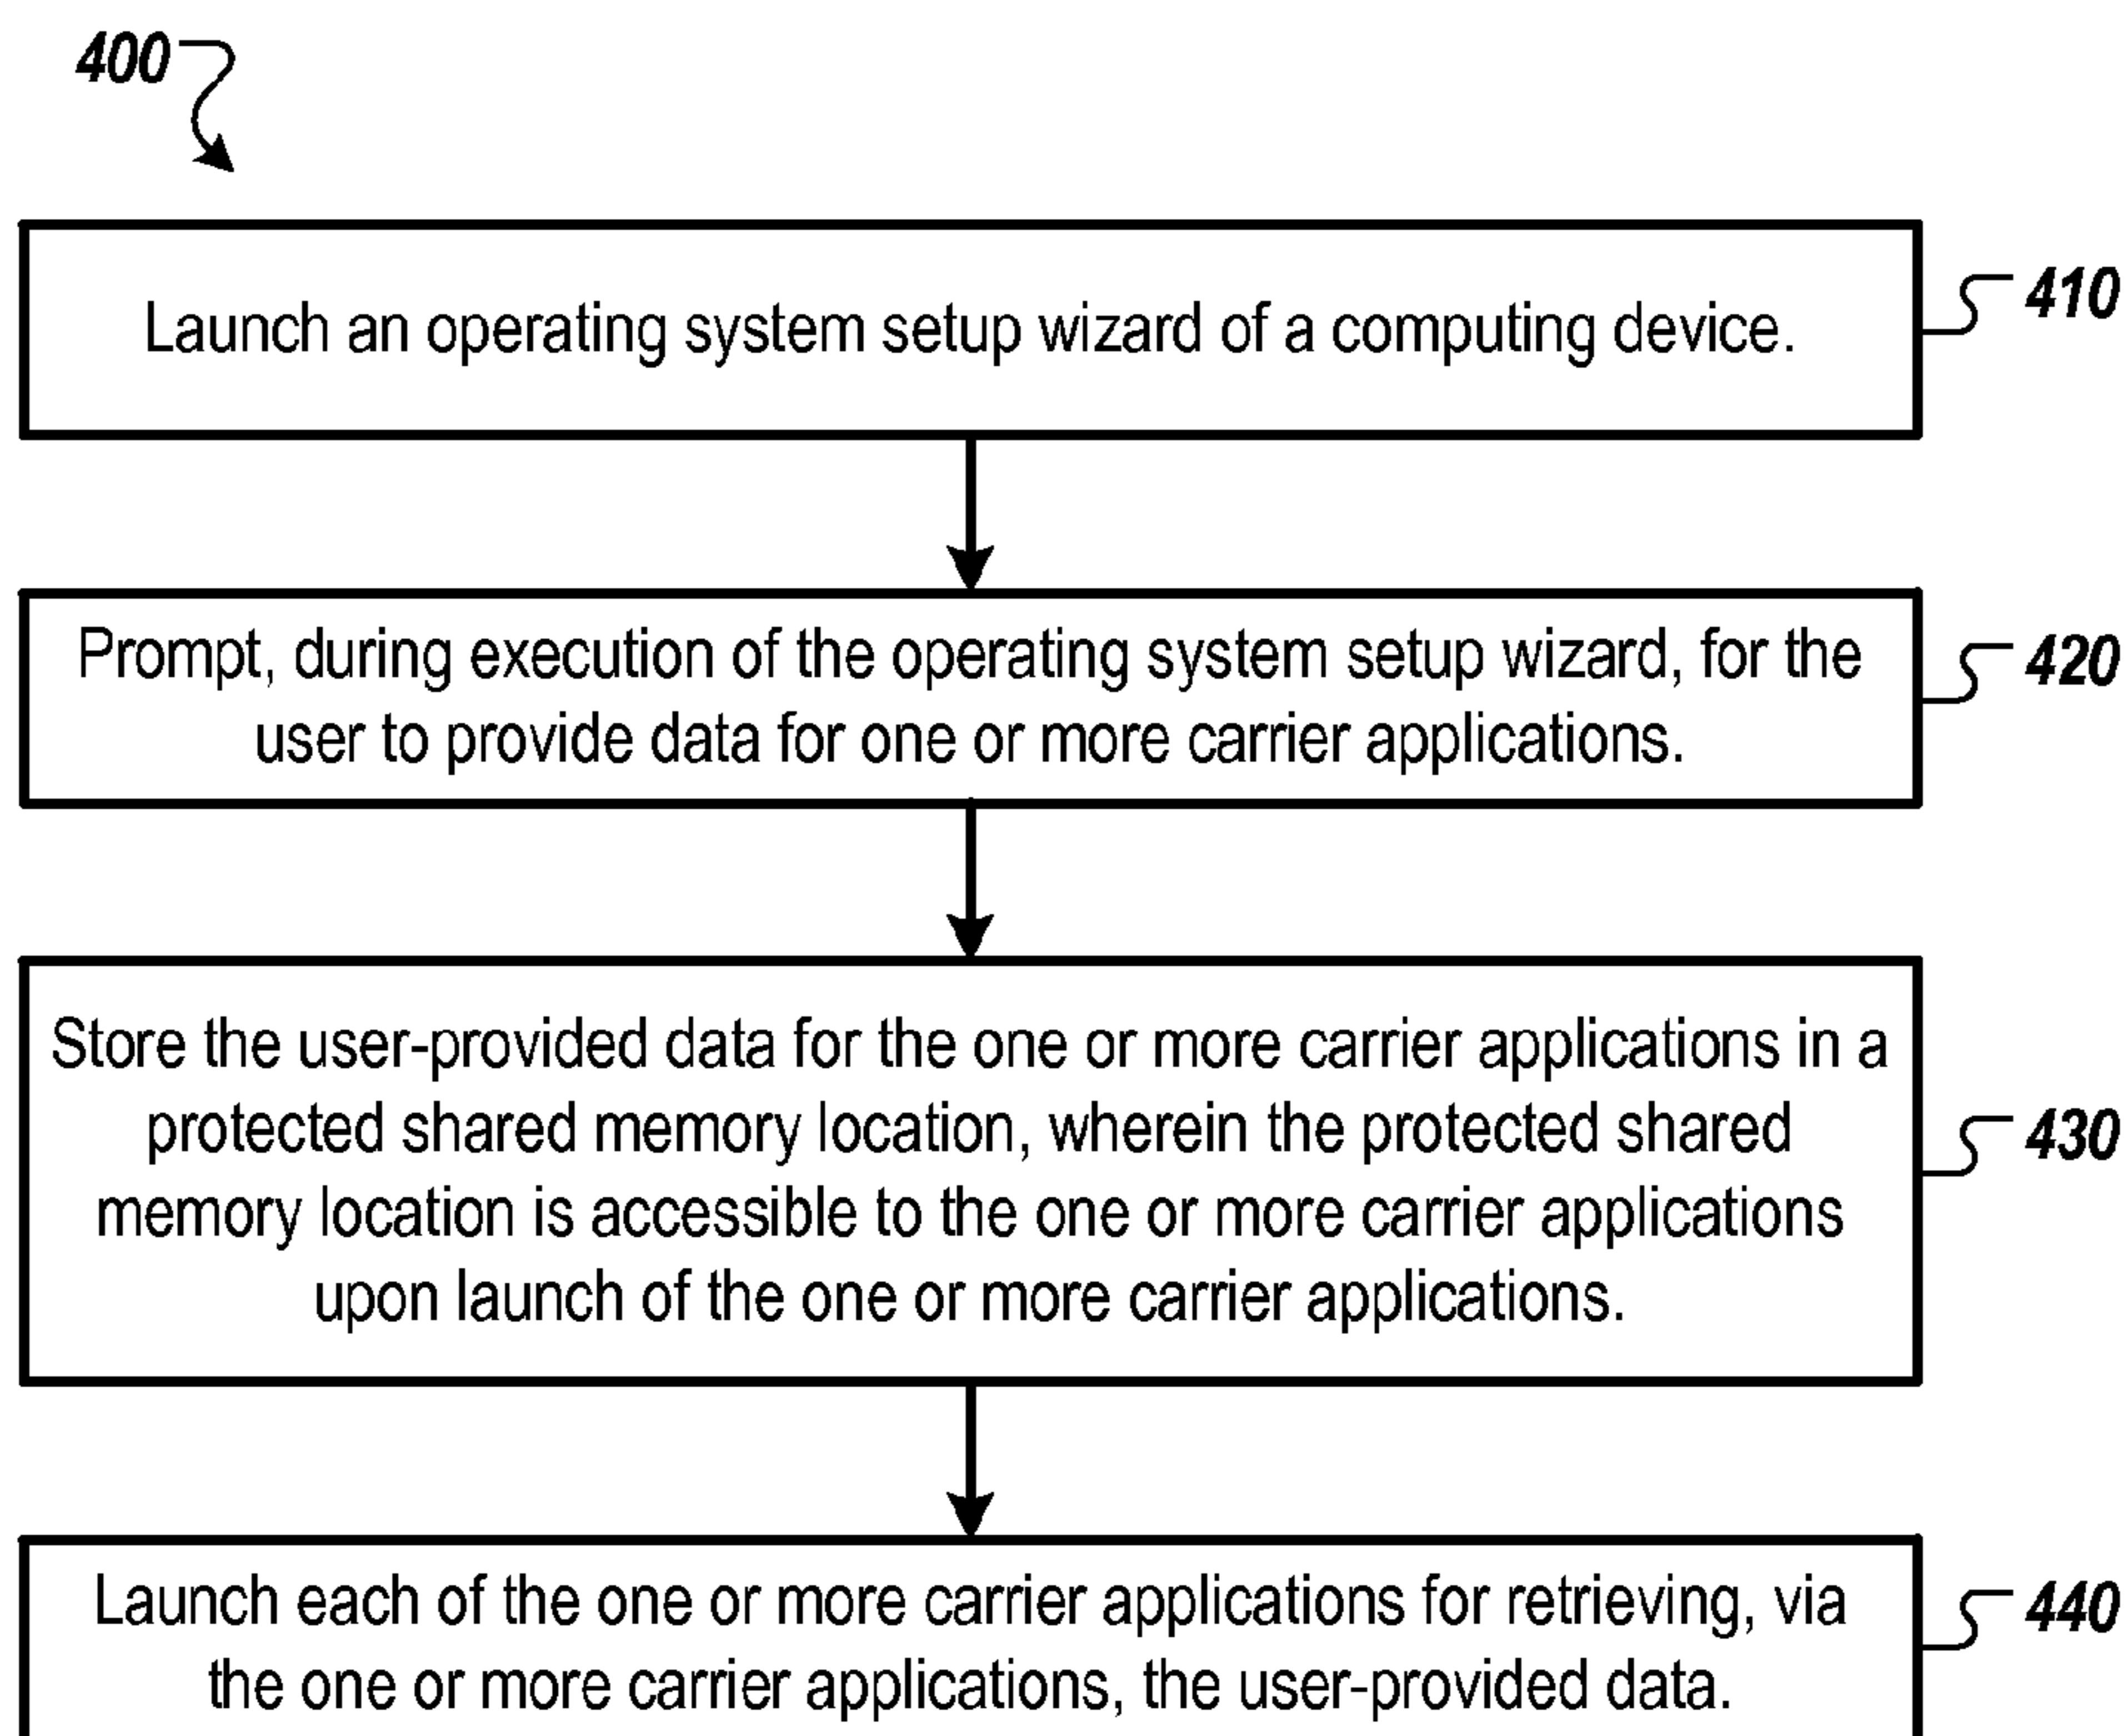 400
Launch an operating system setup wizard of a computing device.
410
Prompt, during execution of the operating system setup wizard, for the
user to provide data for one or more carrier applications.
420
Store the user-provided data for the one or more carrier applications in a
protected shared memory location, wherein the protected shared
memory location is accessible to the one or more carrier applications
upon launch of the one or more carrier applications.
430
Launch each of the one or more carrier applications for retrieving, via
the one or more carrier applications, the user-provided data.
440